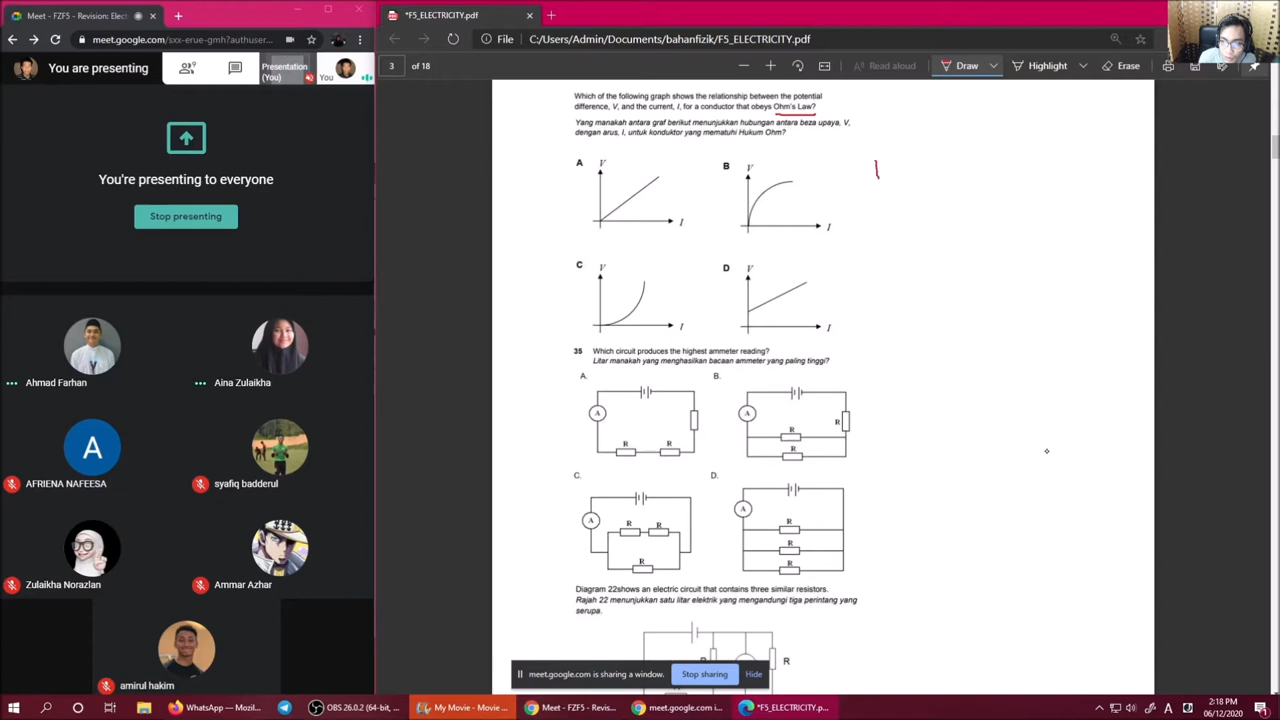 Meet - FZF5 - Revision: Elect
*F5_ELECTRICITY.pdf
meet.google.com/sxx-erue-gmh?authuser...
File
C:/Users/Admin/Documents/bahanfizik/F5_ELECTRICITY.pdf
You are presenting
9
Presentation (You)
You
3 of 18
Read aloud
Draw
Highlight
Erase
You're presenting to everyone
Stop presenting
Ahmad Farhan
Aina Zulaikha
A
AFRIENA NAFEESA
syafiq badderul
Zulaikha Norazlan
Ammar Azhar
amirul hakim
Which of the following graph shows the relationship between the potential
difference, V, and the current, I, for a conductor that obeys Ohm's Law?
Yang manakah antara graf berikut menunjukkan hubungan antara beza upaya, V,
dengan arus, I, untuk konduktor yang mematuhi Hukum Ohm?
A V I
B V I
C V I
D V I
35 Which circuit produces the highest ammeter reading?
Litar manakah yang menghasilkan bacaan ammeter yang paling tinggi?
A.
A
R R
B.
A
R
R
R
C.
A
R R
R
D.
A
R
R
R
Diagram 22shows an electric circuit that contains three similar resistors.
Rajah 22 menunjukkan satu litar elektrik yang mengandungi tiga perintang yang
serupa.
R
meet.google.com is sharing a window.
Stop sharing
Hide
WhatsApp — Mozil...
OBS 26.0.2 (64-bit, ...
My Movie - Movie ...
Meet - FZF5 - Revis...
meet.google.com i...
*F5_ELECTRICITY.p...
A
2:18 PM
06/12/2020
1